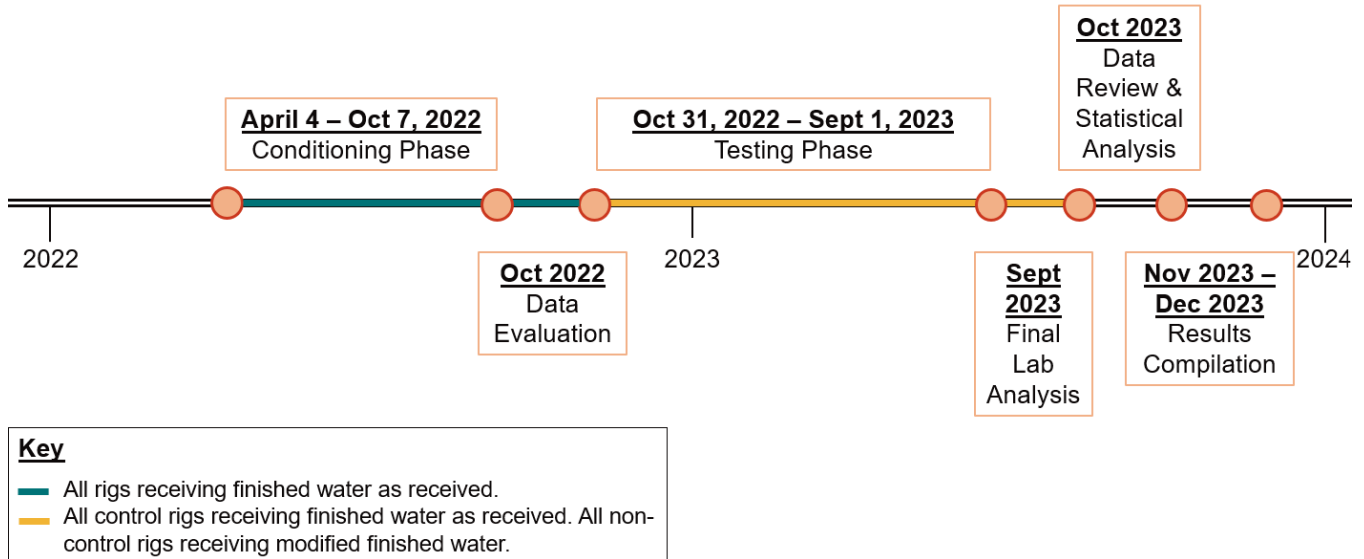 April 4 – Oct 7, 2022
Conditioning Phase
Oct 31, 2022 – Sept 1, 2023
Testing Phase
Oct 2023
Data
Review &
Statistical
Analysis
2022
2023
2024
Oct 2022
Data
Evaluation
Sept
2023
Final
Lab
Analysis
Nov 2023 –
Dec 2023
Results
Compilation
Key
All rigs receiving finished water as received.
All control rigs receiving finished water as received. All non-
control rigs receiving modified finished water.